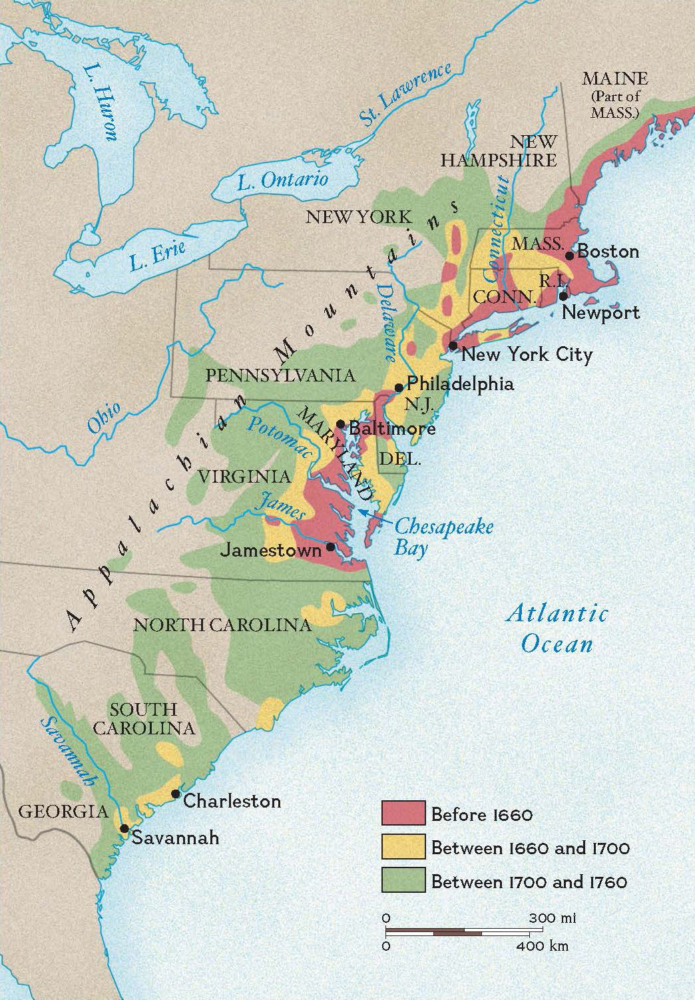 L. Huron
St. Lawrence
MAINE
(Part of
MASS.)
NEW
HAMPSHIRE
L. Ontario
Connecticut
NEW YORK
L. Erie
MASS.
Boston
R.I.
CONN.
Newport
Delaware
New York City
PENNSYLVANIA
Philadelphia
N.J.
Ohio
Appalachian Mountains
Potomac
MARYLAND
Baltimore
DEL.
VIRGINIA
James
Chesapeake
Bay
Jamestown
Atlantic
Ocean
NORTH CAROLINA
SOUTH
CAROLINA
Savannah
Charleston
GEORGIA
Savannah
Before 1660
Between 1660 and 1700
Between 1700 and 1760
0 300 mi
0 400 km